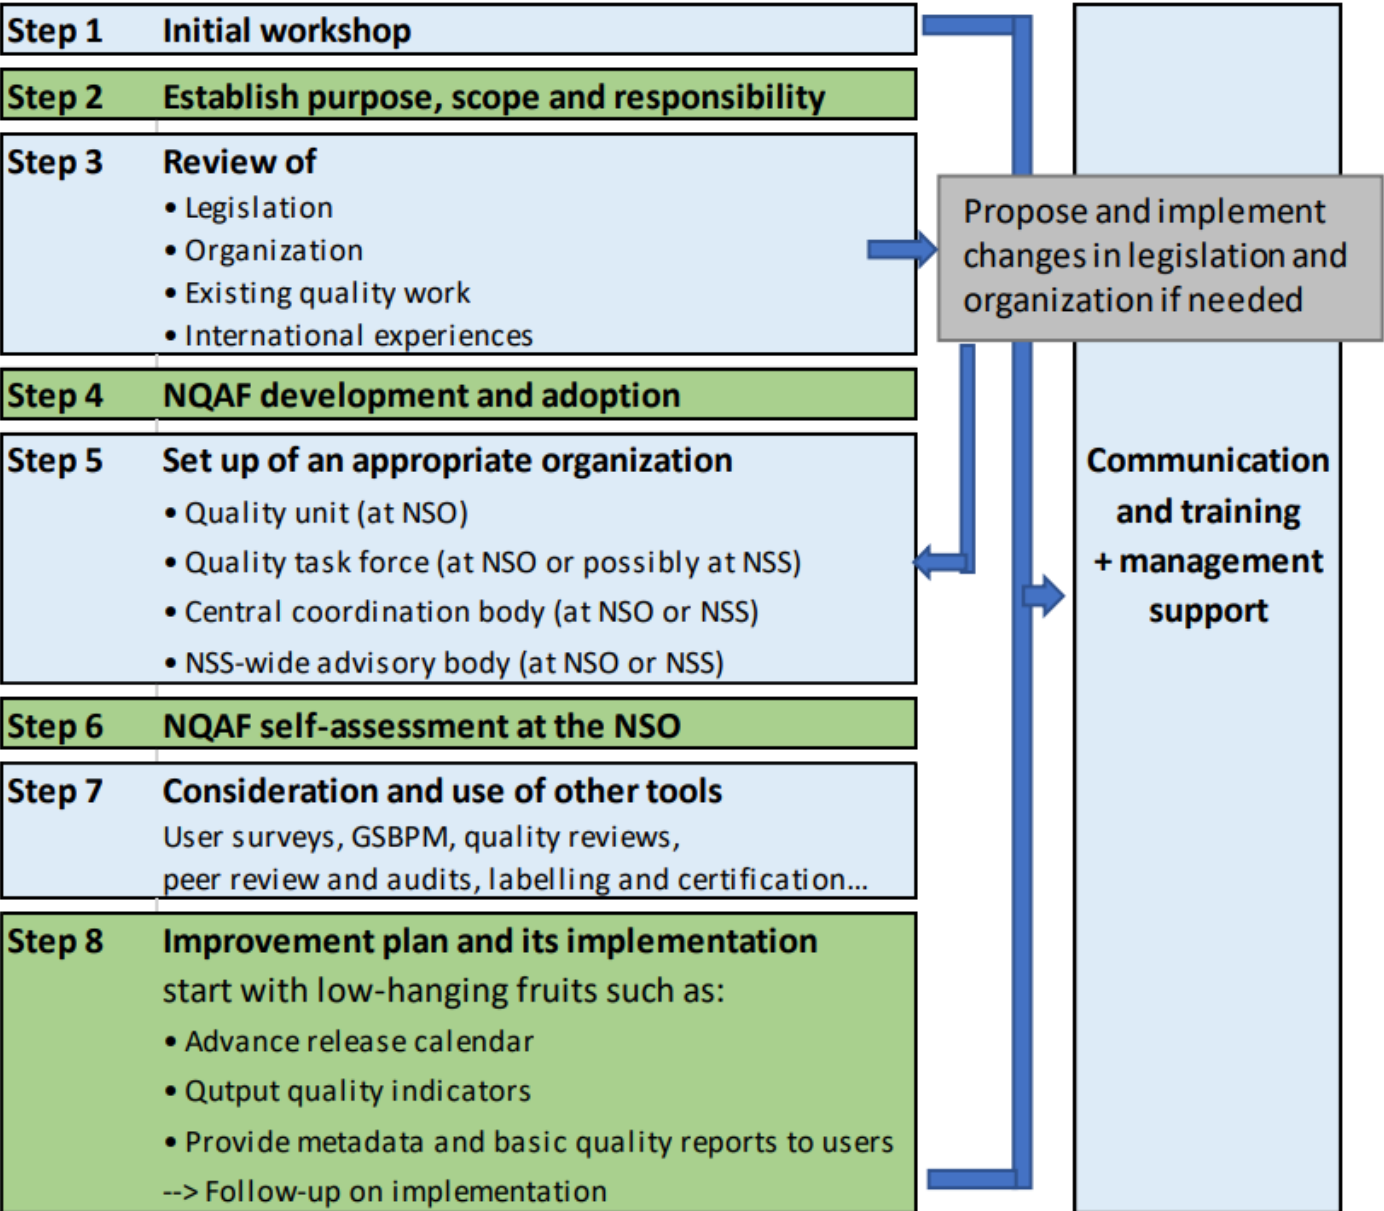 Step 1 Initial workshop
Step 2 Establish purpose, scope and responsibility
Step 3 Review of
• Legislation
• Organization
• Existing quality work
• International experiences
Propose and implement
changes in legislation and
organization if needed
Step 4 NQAF development and adoption
Step 5 Set up of an appropriate organization
• Quality unit (at NSO)
• Quality task force (at NSO or possibly at NSS)
• Central coordination body (at NSO or NSS)
• NSS-wide advisory body (at NSO or NSS)
Step 6 NQAF self-assessment at the NSO
Step 7 Consideration and use of other tools
User surveys, GSBPM, quality reviews,
peer review and audits, labelling and certification...
Step 8 Improvement plan and its implementation
start with low-hanging fruits such as:
• Advance release calendar
• Qutput quality indicators
• Provide metadata and basic quality reports to users
--> Follow-up on implementation
Communication
and training
+ management
support